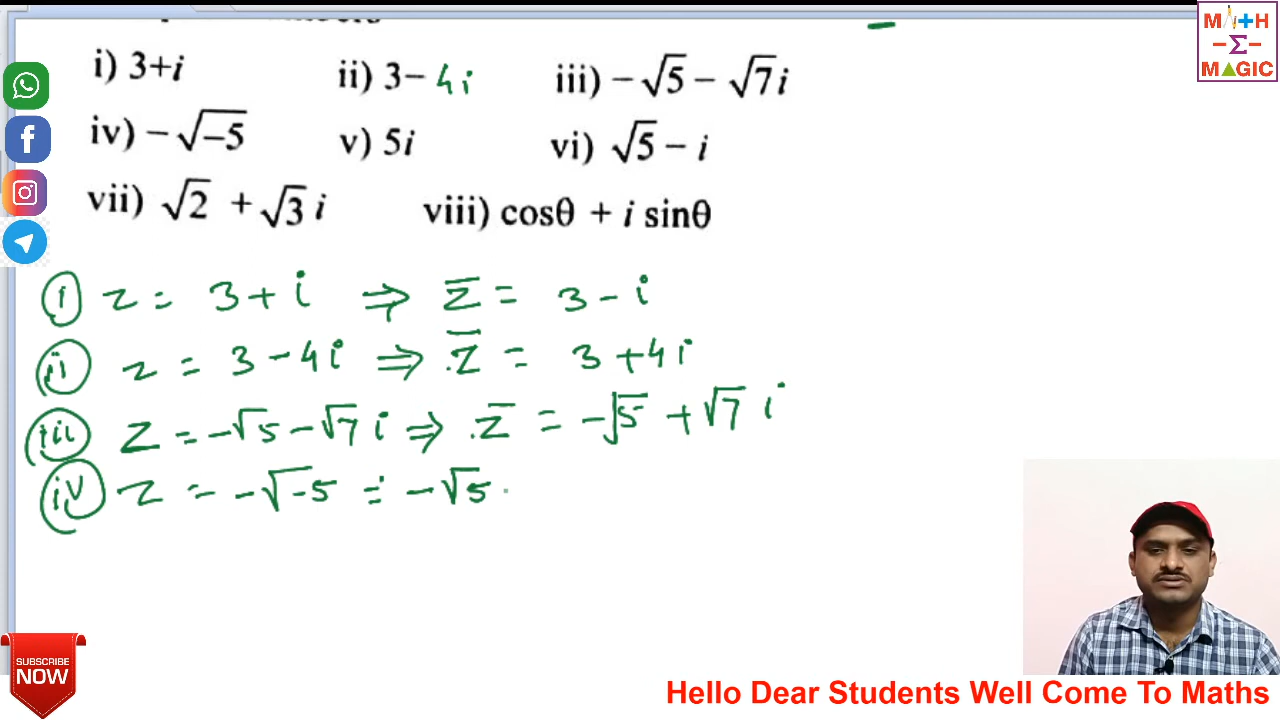 M++H
–Σ–
MAGIC
i) 3+i ii) 3– 4i iii) –√5 – √7i
iv) –√–5 v) 5i vi) √5 – i
vii) √2 + √3 i viii) cosθ + i sinθ
i z = 3+i ⇒ z̅ = 3 – i
ii z = 3 – 4i ⇒ .z̅ = 3 + 4i
iii z = –√5 – √7 i ⇒ .z̅ = –√5 + √7 i
iv z = –√–5 = –√5
SUBSCRIBE
NOW
Hello Dear Students Well Come To Maths